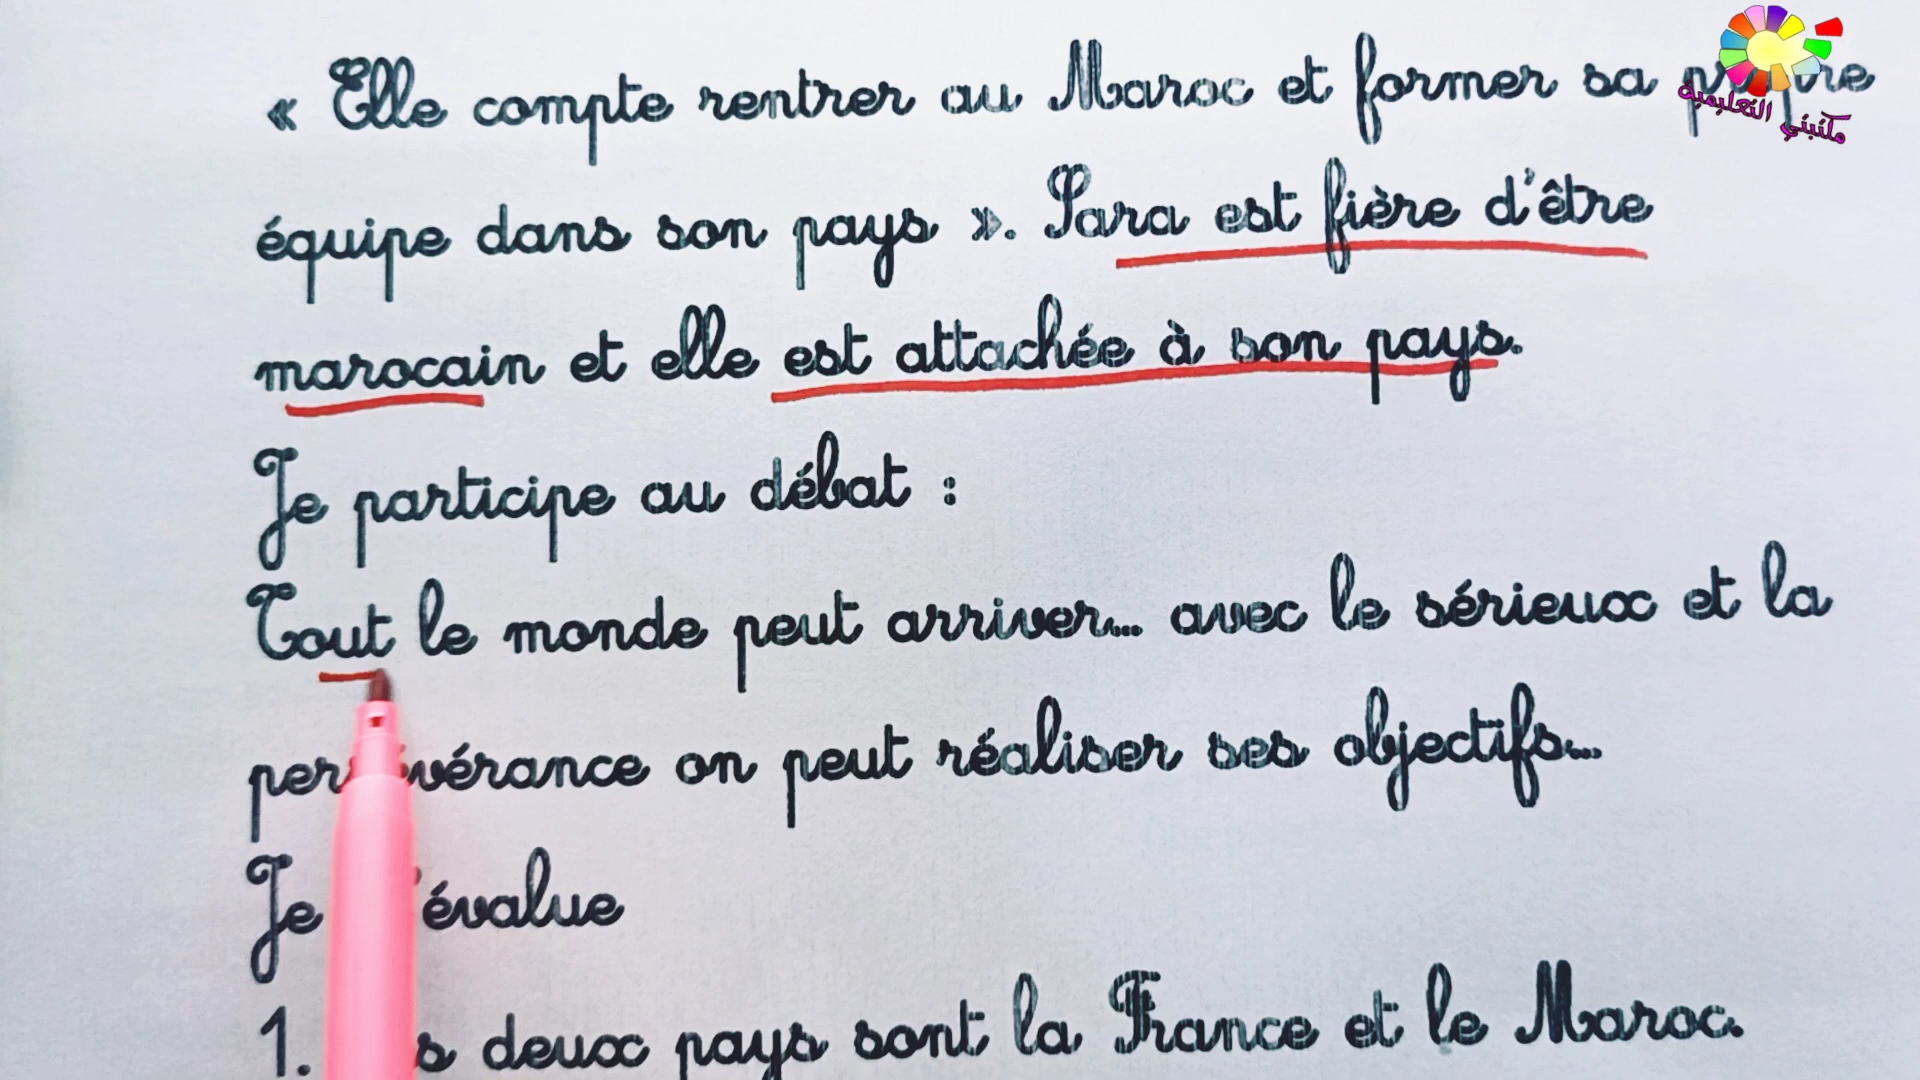 « Elle compte rentrer au Maroc et former sa
équipe dans son pays ». Sara est fière d'être
marocain et elle est attachée à son pays.
Je participe au débat :
Tout le monde peut arriver... avec le sérieux et la
on peut réaliser ses objectifs...
Je évalue
1. deux pays sont la France et le Maroc.
مكتبتي التعليمية